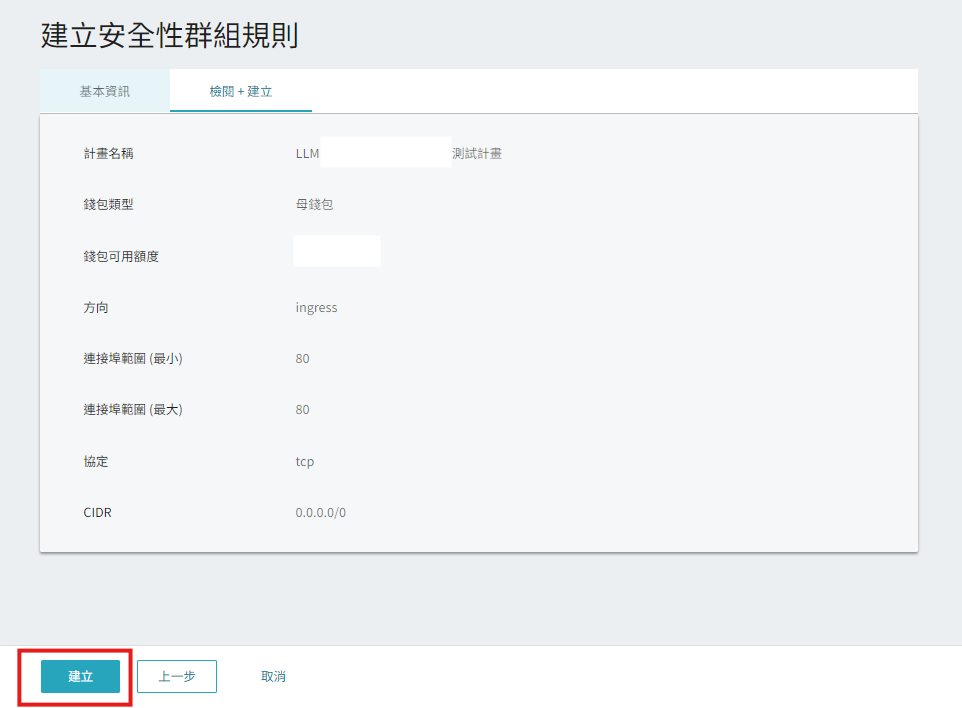 建立安全性群組規則
基本資訊 檢閱 + 建立
計畫名稱 LLM 測試計畫
錢包類型 母錢包
錢包可用額度
方向 ingress
連接埠範圍 (最小) 80
連接埠範圍 (最大) 80
協定 tcp
CIDR 0.0.0.0/0
建立 上一步 取消